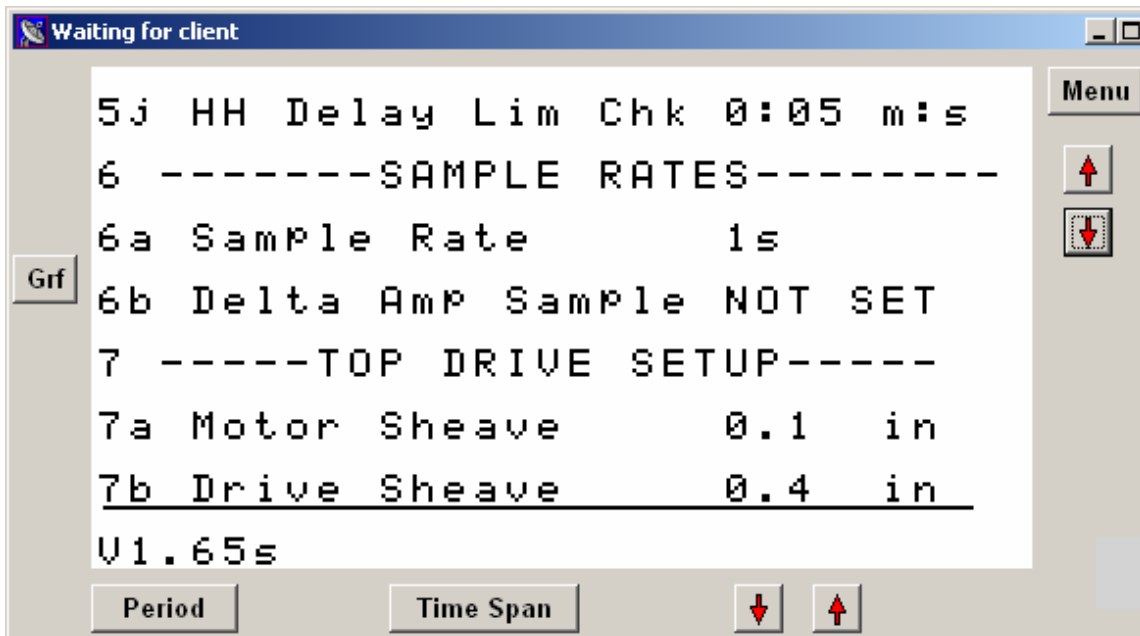 Waiting for client
5j HH Delay Lim Chk 0:05 m:s
Menu
6 -------SAMPLE RATES--------
6a Sample Rate 1s
Grf
6b Delta Amp Sample NOT SET
7 -----TOP DRIVE SETUP-----
7a Motor Sheave 0.1 in
7b Drive Sheave 0.4 in
V1.65s
Period Time Span